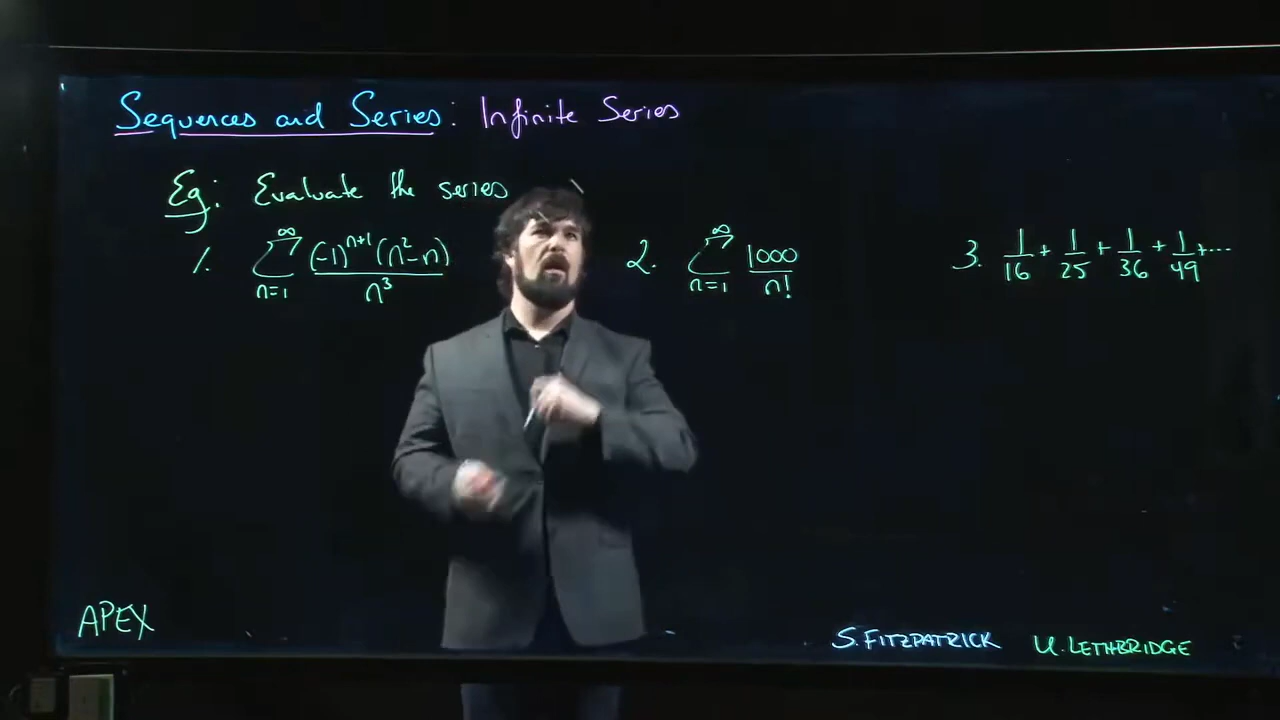 Sequences and Series: Infinite Series
Eg: Evaluate the series
1. ∞ Σ n=1 (-1)^{n+1} (n² - n) / n³
2. ∞ Σ n=1 1000 / n!
3. 1/16 + 1/25 + 1/36 + 1/49 + ...
APEX
S. FITZPATRICK U. LETHBRIDGE